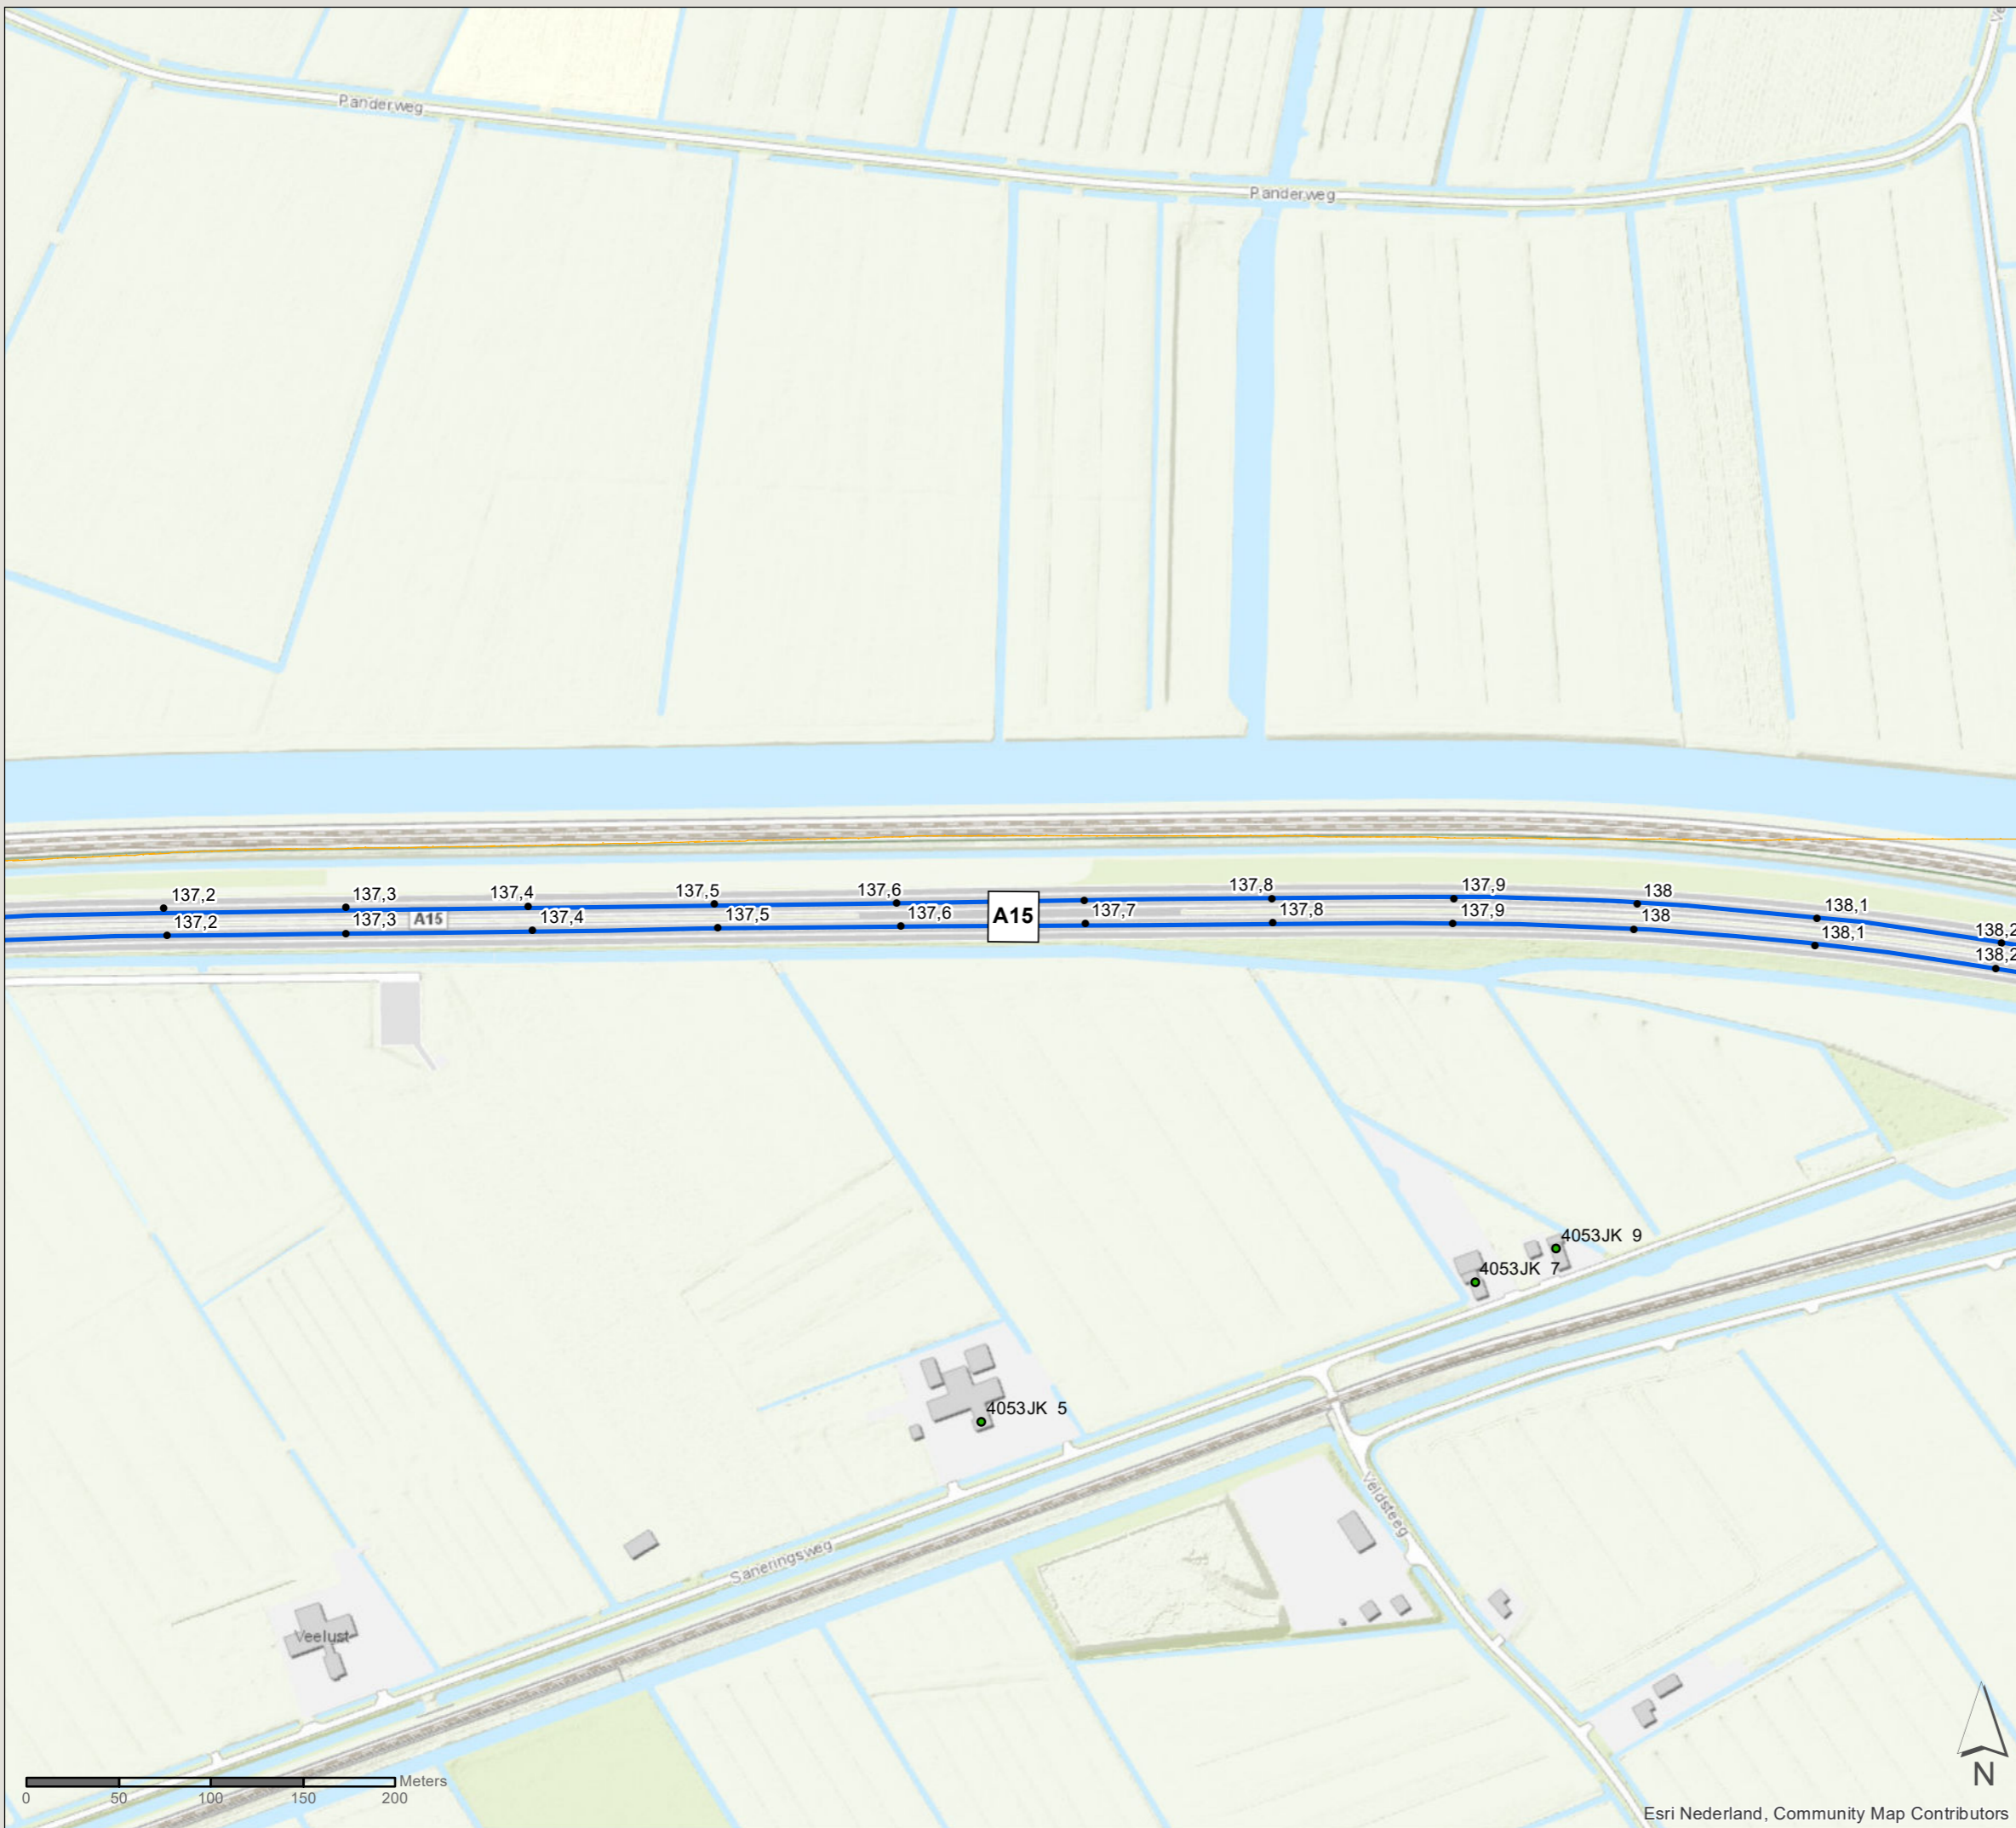 Ve
Panderweg
Panderweg
137,2
137,3
137,4
137,5
137,6
137,8
137,9
138
138,1
138,2
A15
A15
137,2
137,3
137,4
137,5
137,6
137,7
137,8
137,9
138
138,1
138,2
4053JK 9
4053JK 7
4053JK 5
Veldsteeg
Saneringsweg
Veelust
N
Meters
0 50 100 150 200
Esri Nederland, Community Map Contributors